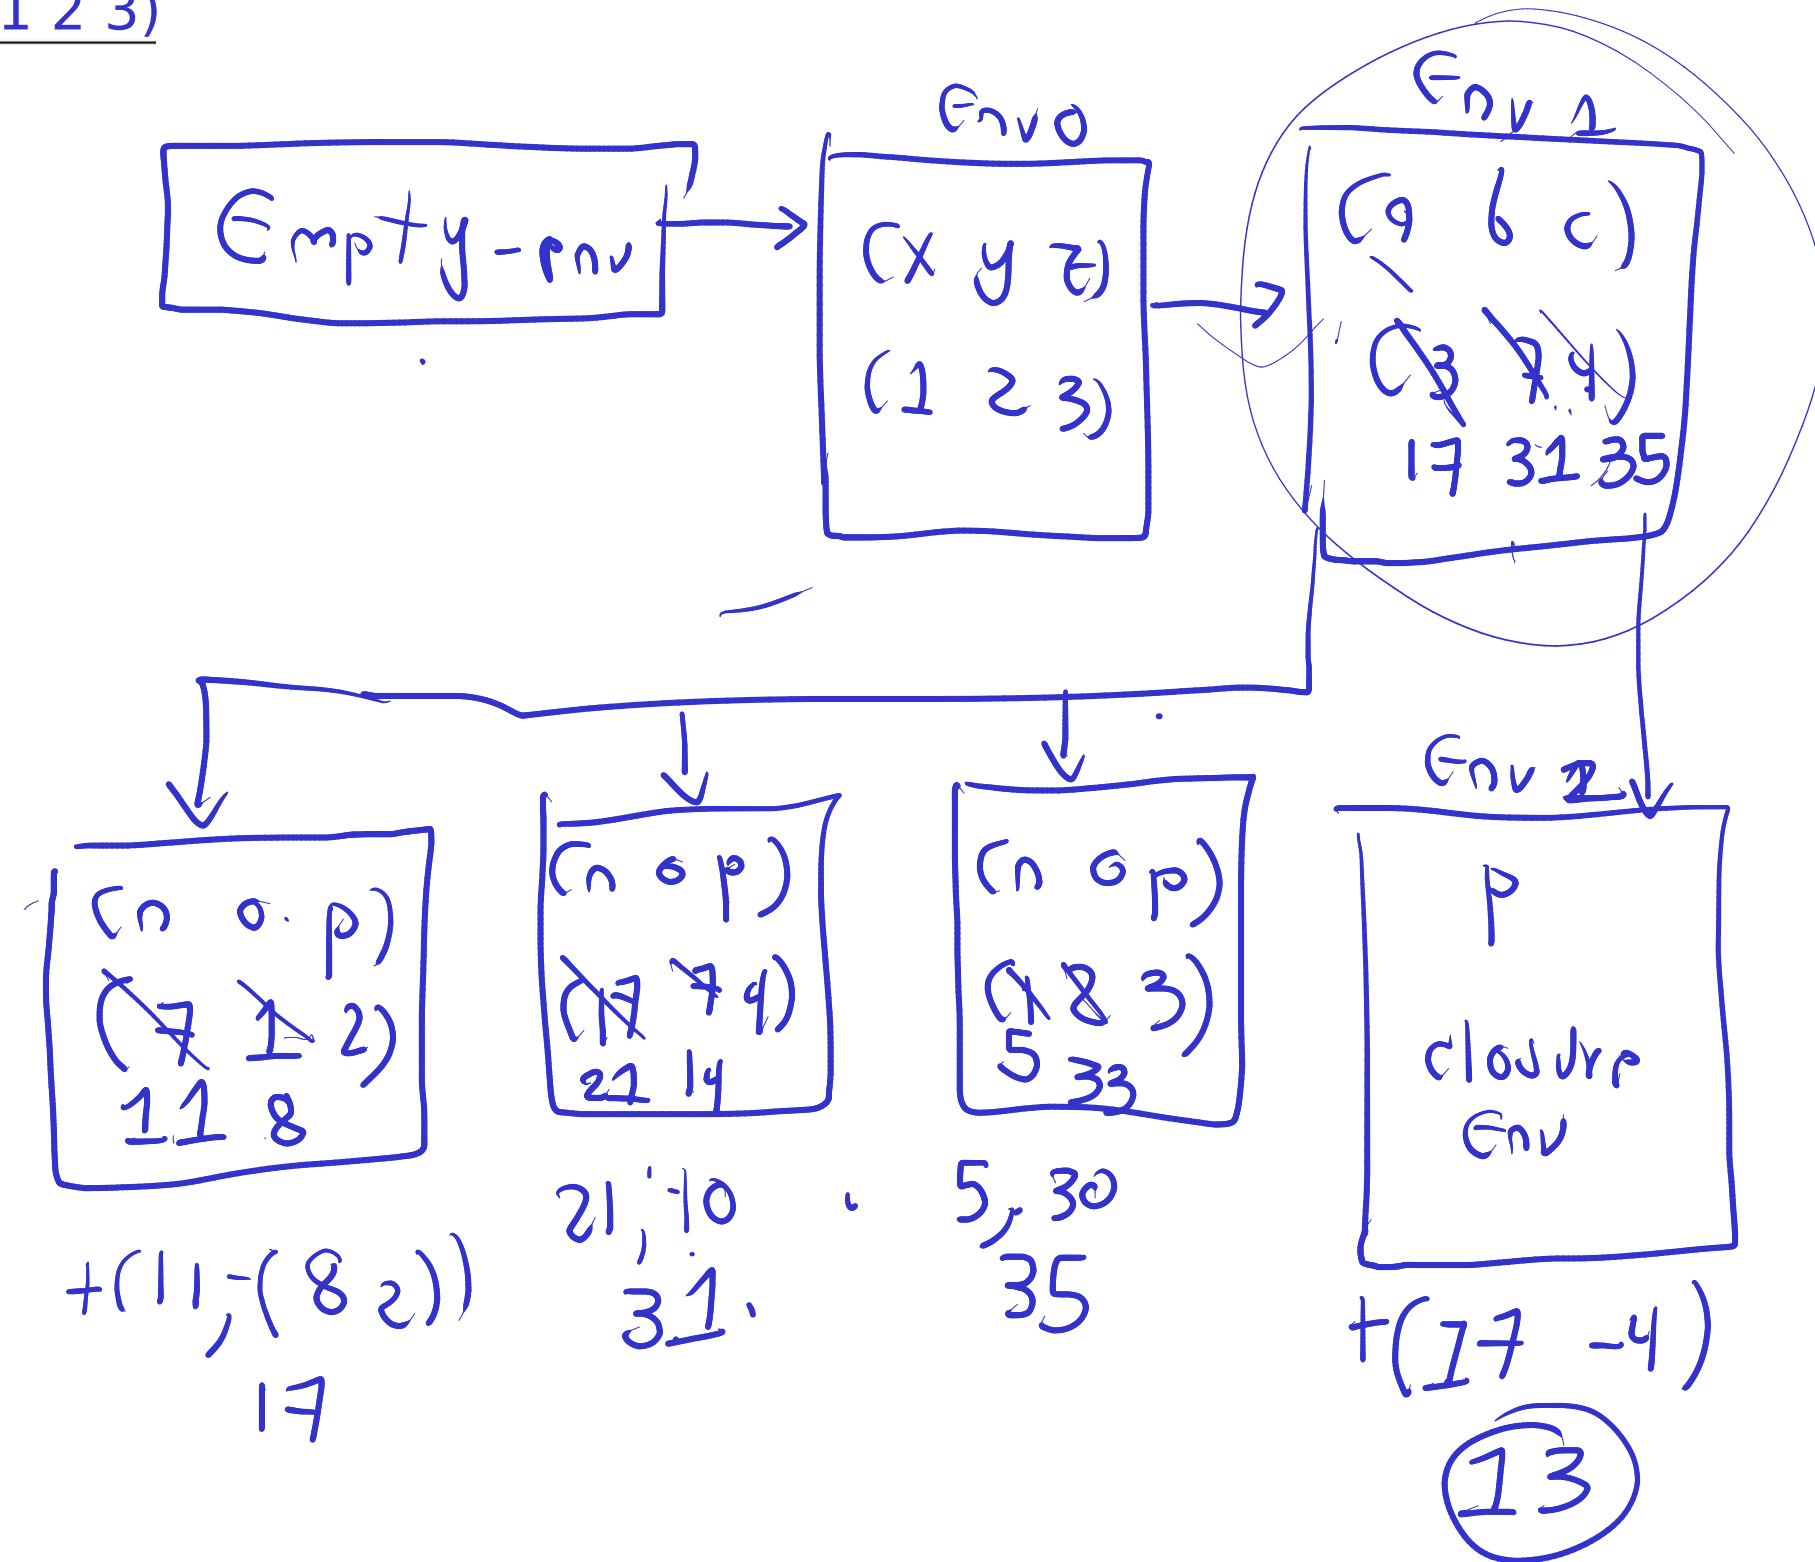 1 2 3)
Empty-env
Env 0
(x y z)
(1 2 3)
Env 1
(a b c)
(3 7 4)
17 31 35
(n o p)
(7 1 2)
11 8
+(11,-(8 2))
17
(n o p)
(17 7 4)
21 14
21, 10
31.
(n o p)
(1 8 3)
5 33
5, 30
35
Env 2
p
closure
Env
+(17 -4)
13